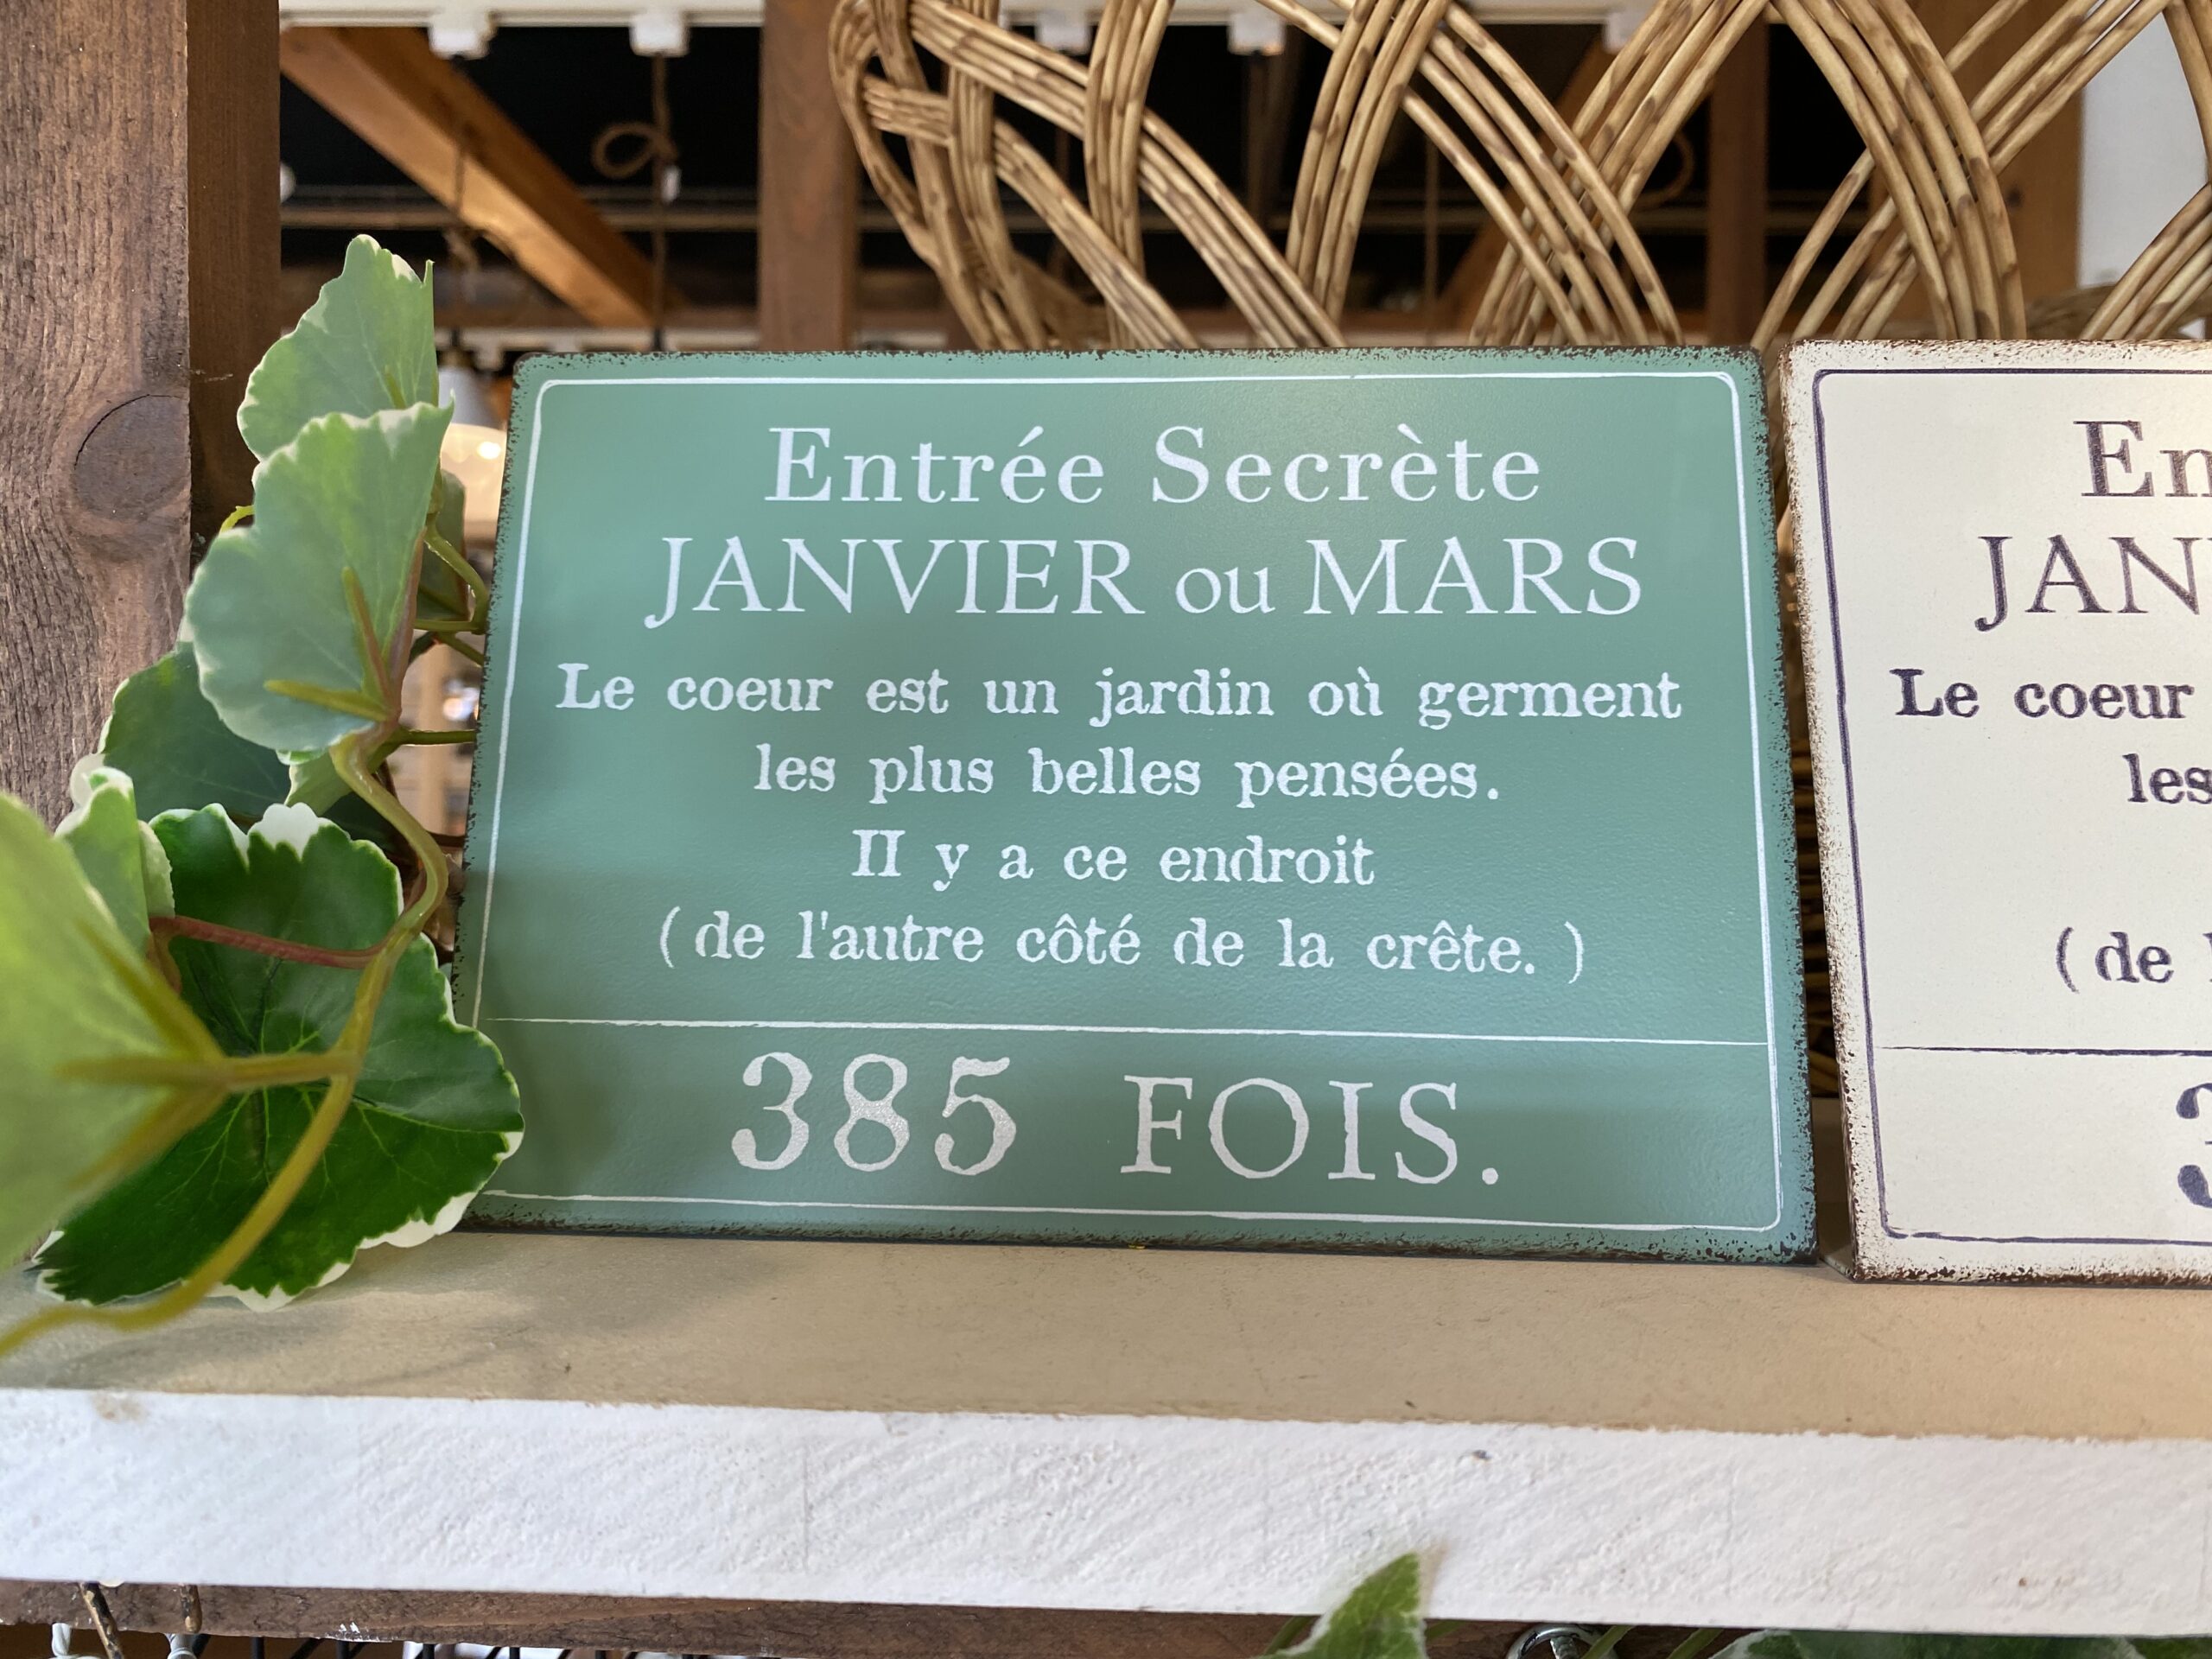 Entrée Secrète
JANVIER ou MARS
Le coeur est un jardin où germent
les plus belles pensées.
Il y a ce endroit
(de l'autre côté de la crête.)
385 FOIS.
En
JAN
Le coeur
les
(de